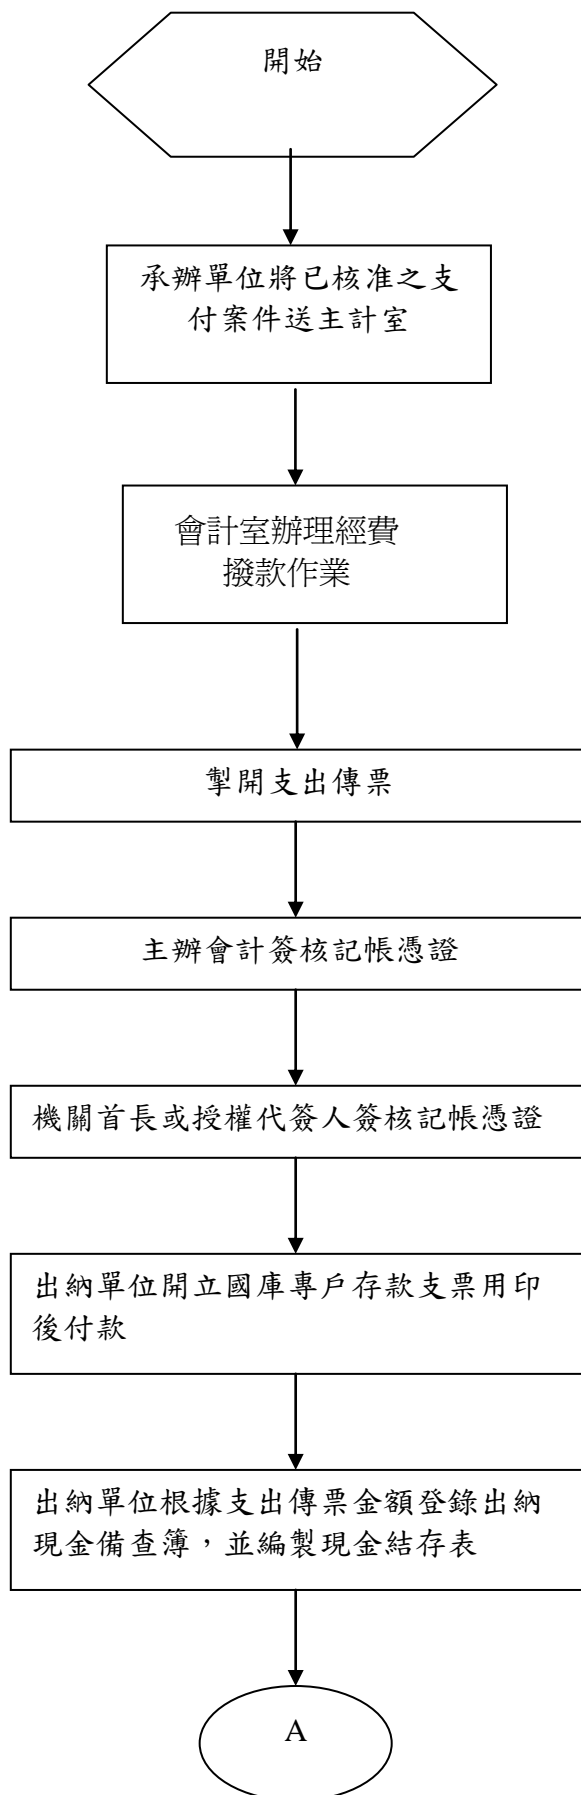 開始
承辦單位將已核准之支
付案件送主計室
會計室辦理經費
撥款作業
掣開支出傳票
主辦會計簽核記帳憑證
機關首長或授權代簽人簽核記帳憑證
出納單位開立國庫專戶存款支票用印
後付款
出納單位根據支出傳票金額登錄出納
現金備查簿，並編製現金結存表
A